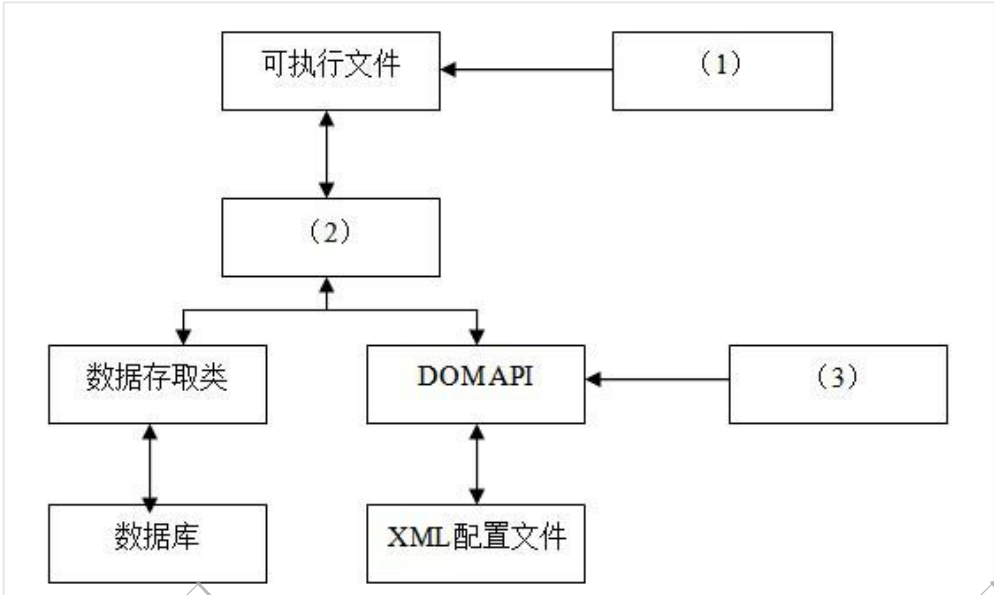 可执行文件
（1）
（2）
数据存取类
DOMAPI
（3）
数据库
XML配置文件